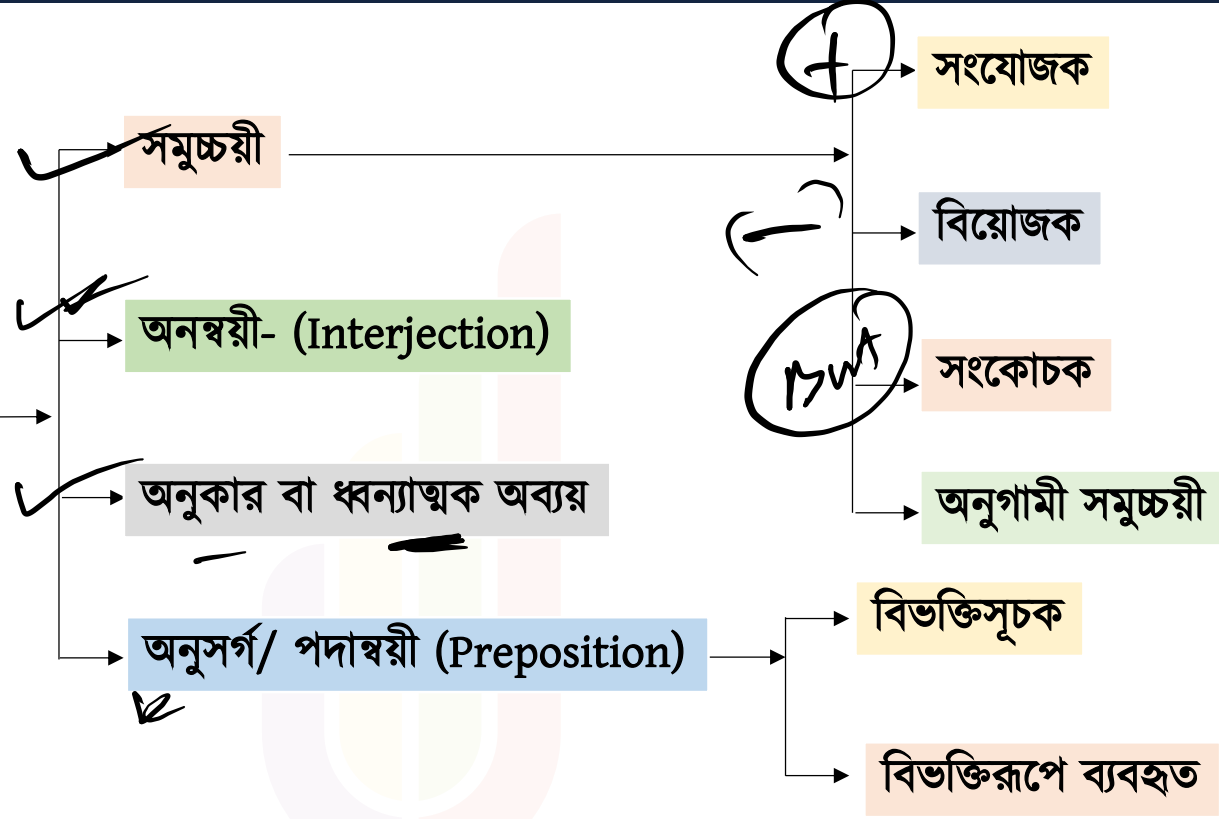 সংযোজক
সমুচ্চয়ী
বিয়োজক
অনন্বয়ী- (Interjection)
But
সংকোচক
অনুকার বা ধ্বন্যাত্মক অব্যয়
অনুগামী সমুচ্চয়ী
বিভক্তিসূচক
অনুসর্গ/ পদান্বয়ী (Preposition)
বিভক্তিরূপে ব্যবহৃত